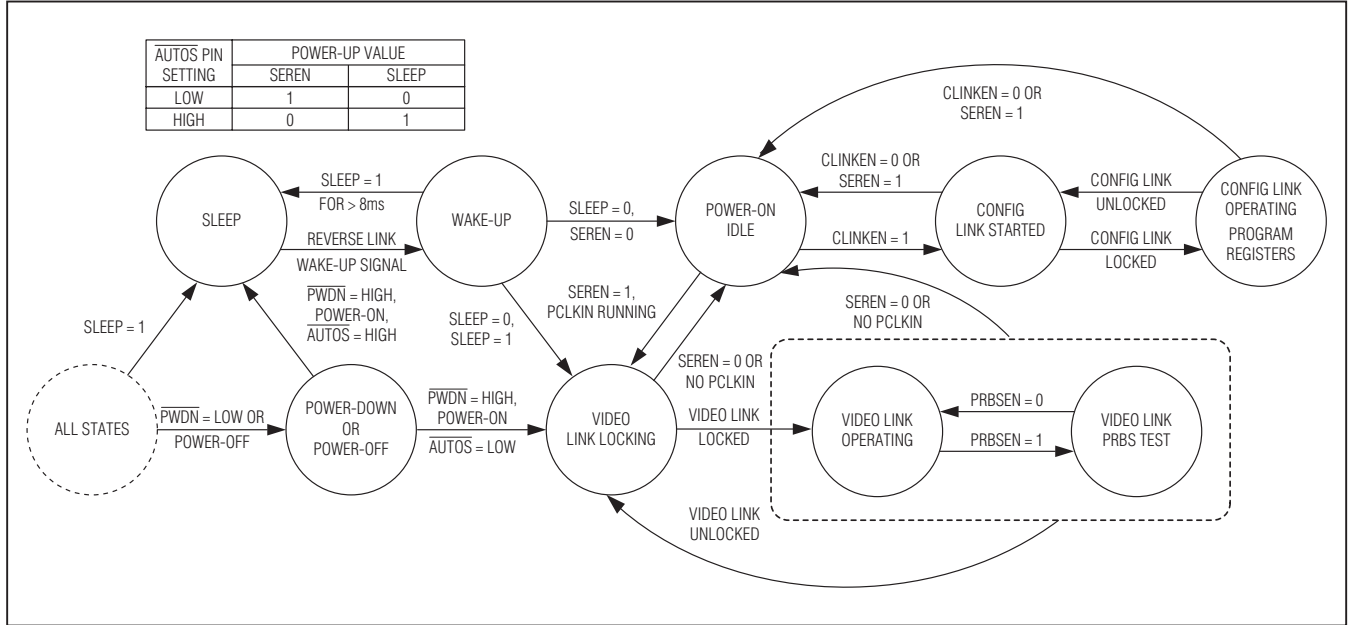 AUTOS PIN SETTING
POWER-UP VALUE
SEREN
SLEEP
LOW
1
0
HIGH
0
1
CLINKEN = 0 OR
SEREN = 1
SLEEP
SLEEP = 1
FOR > 8ms
REVERSE LINK
WAKE-UP SIGNAL
WAKE-UP
SLEEP = 0,
SEREN = 0
POWER-ON
IDLE
CLINKEN = 0 OR
SEREN = 1
CLINKEN = 1
CONFIG
LINK STARTED
CONFIG LINK
UNLOCKED
CONFIG LINK
LOCKED
CONFIG LINK
OPERATING
PROGRAM
REGISTERS
SLEEP = 1
PWDN = HIGH,
POWER-ON,
AUTOS = HIGH
SLEEP = 0,
SLEEP = 1
SEREN = 1,
PCLKIN RUNNING
SEREN = 0 OR
NO PCLKIN
SEREN = 0 OR
NO PCLKIN
ALL STATES
PWDN = LOW OR
POWER-OFF
POWER-DOWN
OR
POWER-OFF
PWDN = HIGH,
POWER-ON
AUTOS = LOW
VIDEO
LINK LOCKING
VIDEO LINK
LOCKED
VIDEO LINK
OPERATING
PRBSEN = 0
PRBSEN = 1
VIDEO LINK
PRBS TEST
VIDEO LINK
UNLOCKED